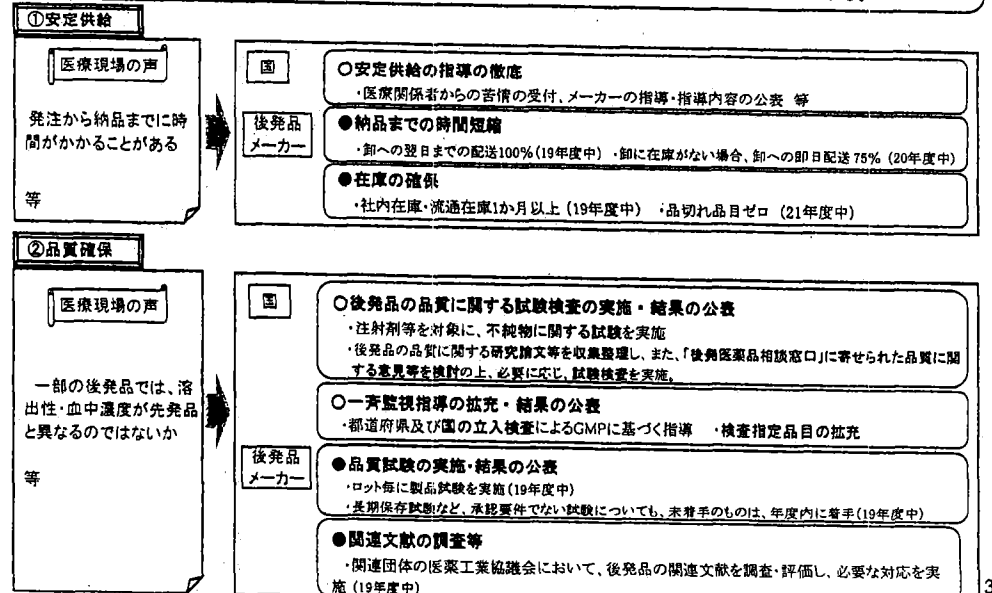 ①安定供給
医療現場の声
発注から納品までに時
間がかかることがある
等
国
○安定供給の指導の徹底
・医療関係者からの苦情の受付、メーカーの指導・指導内容の公表 等
後発品
メーカー
●納品までの時間短縮
・卸への翌日までの配送100%(19年度中) ・卸に在庫がない場合、卸への即日配送75%(20年度中)
●在庫の確保
・社内在庫・流通在庫1か月以上(19年度中) ・品切れ品目ゼロ(21年度中)
②品質確保
医療現場の声
一部の後発品では、溶
出性・血中濃度が先発品
と異なるのではないか
等
国
○後発品の品質に関する試験検査の実施・結果の公表
・注射剤等を対象に、不純物に関する試験を実施
・後発品の品質に関する研究論文等を収集整理し、また、「後発医薬品相談窓口」に寄せられた品質に関
する意見等を検討の上、必要に応じ、試験検査を実施。
○一斉監視指導の拡充・結果の公表
・都道府県及び国の立入検査によるGMPに基づく指導 ・検査指定品目の拡充
後発品
メーカー
●品質試験の実施・結果の公表
・ロット毎に製品試験を実施(19年度中)
・長期保存試験など、承認要件でない試験についても、未着手のものは、年度内に着手(19年度中)
●関連文献の調査等
・関連団体の医薬工業協議会において、後発品の関連文献を調査・評価し、必要な対応を実
施(19年度中)
3